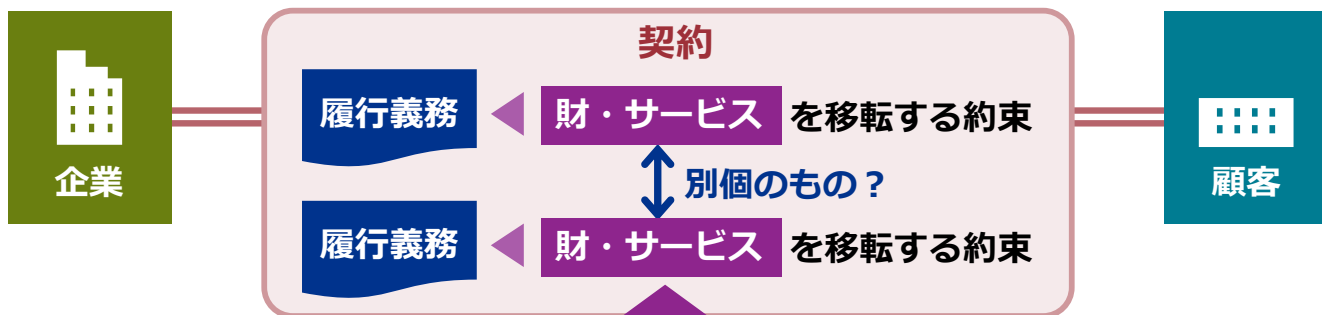 契約
履行義務
財・サービス を移転する約束
企業
別個のもの？
顧客
履行義務
財・サービス を移転する約束